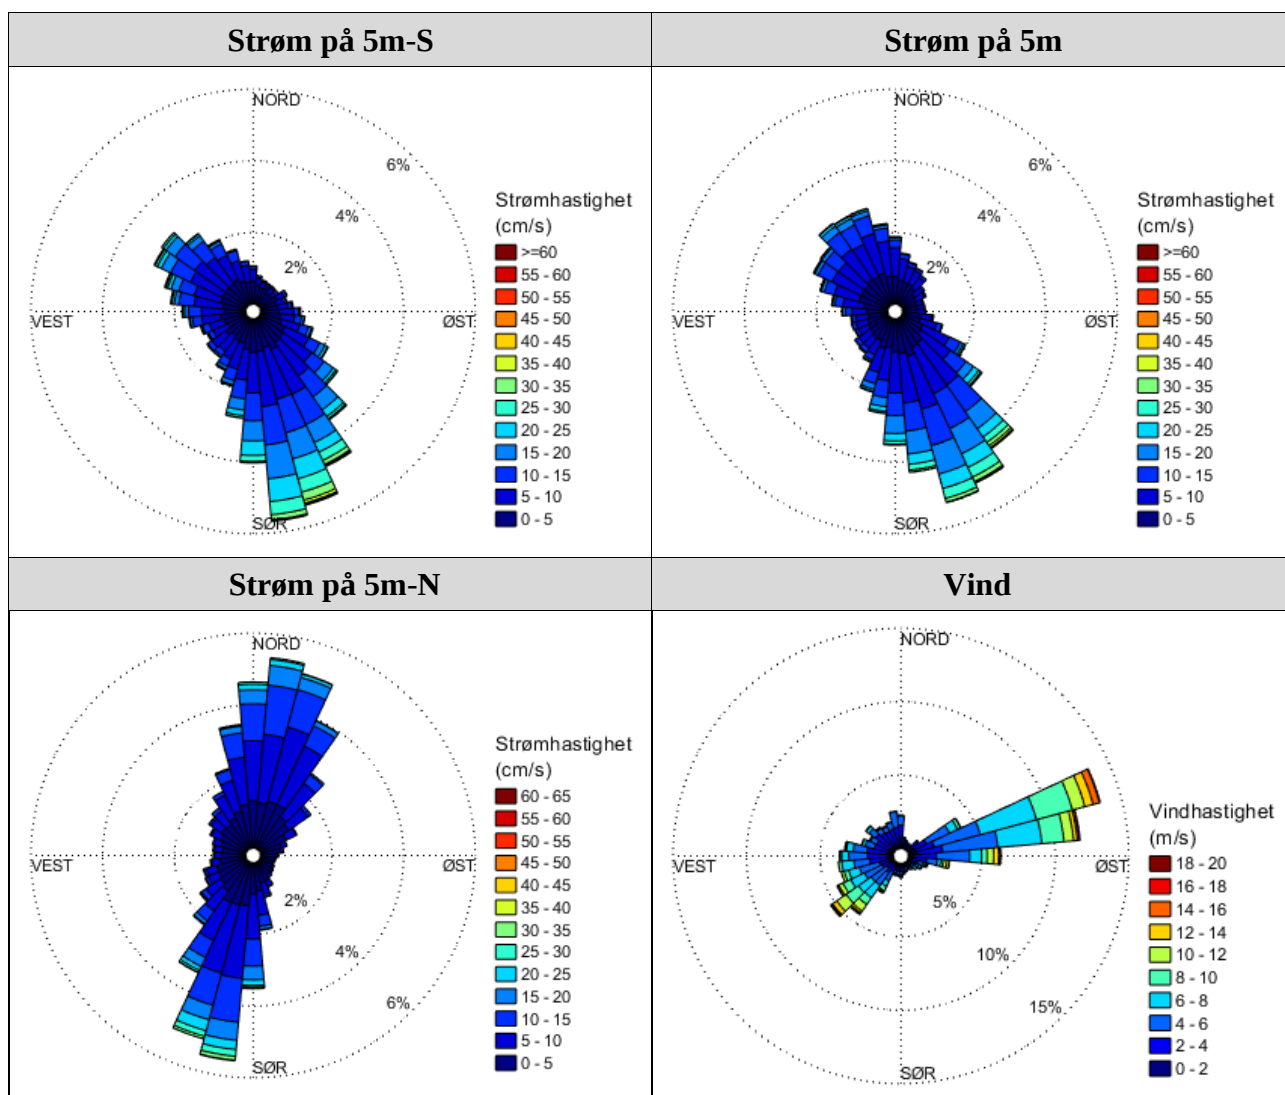 Strøm på 5m-S
NORD
6%
4%
2%
VEST
ØST
SØR
Strømhastighet
(cm/s)
>=60
55 - 60
50 - 55
45 - 50
40 - 45
35 - 40
30 - 35
25 - 30
20 - 25
15 - 20
10 - 15
5 - 10
0 - 5
Strøm på 5m
NORD
6%
4%
2%
VEST
ØST
SØR
Strømhastighet
(cm/s)
>=60
55 - 60
50 - 55
45 - 50
40 - 45
35 - 40
30 - 35
25 - 30
20 - 25
15 - 20
10 - 15
5 - 10
0 - 5
Strøm på 5m-N
NORD
VEST
ØST
2%
4%
6%
SØR
Strømhastighet
(cm/s)
60 - 65
55 - 60
50 - 55
45 - 50
40 - 45
35 - 40
30 - 35
25 - 30
20 - 25
15 - 20
10 - 15
5 - 10
0 - 5
Vind
NORD
VEST
ØST
5%
10%
15%
SØR
Vindhastighet
(m/s)
18 - 20
16 - 18
14 - 16
12 - 14
10 - 12
8 - 10
6 - 8
4 - 6
2 - 4
0 - 2